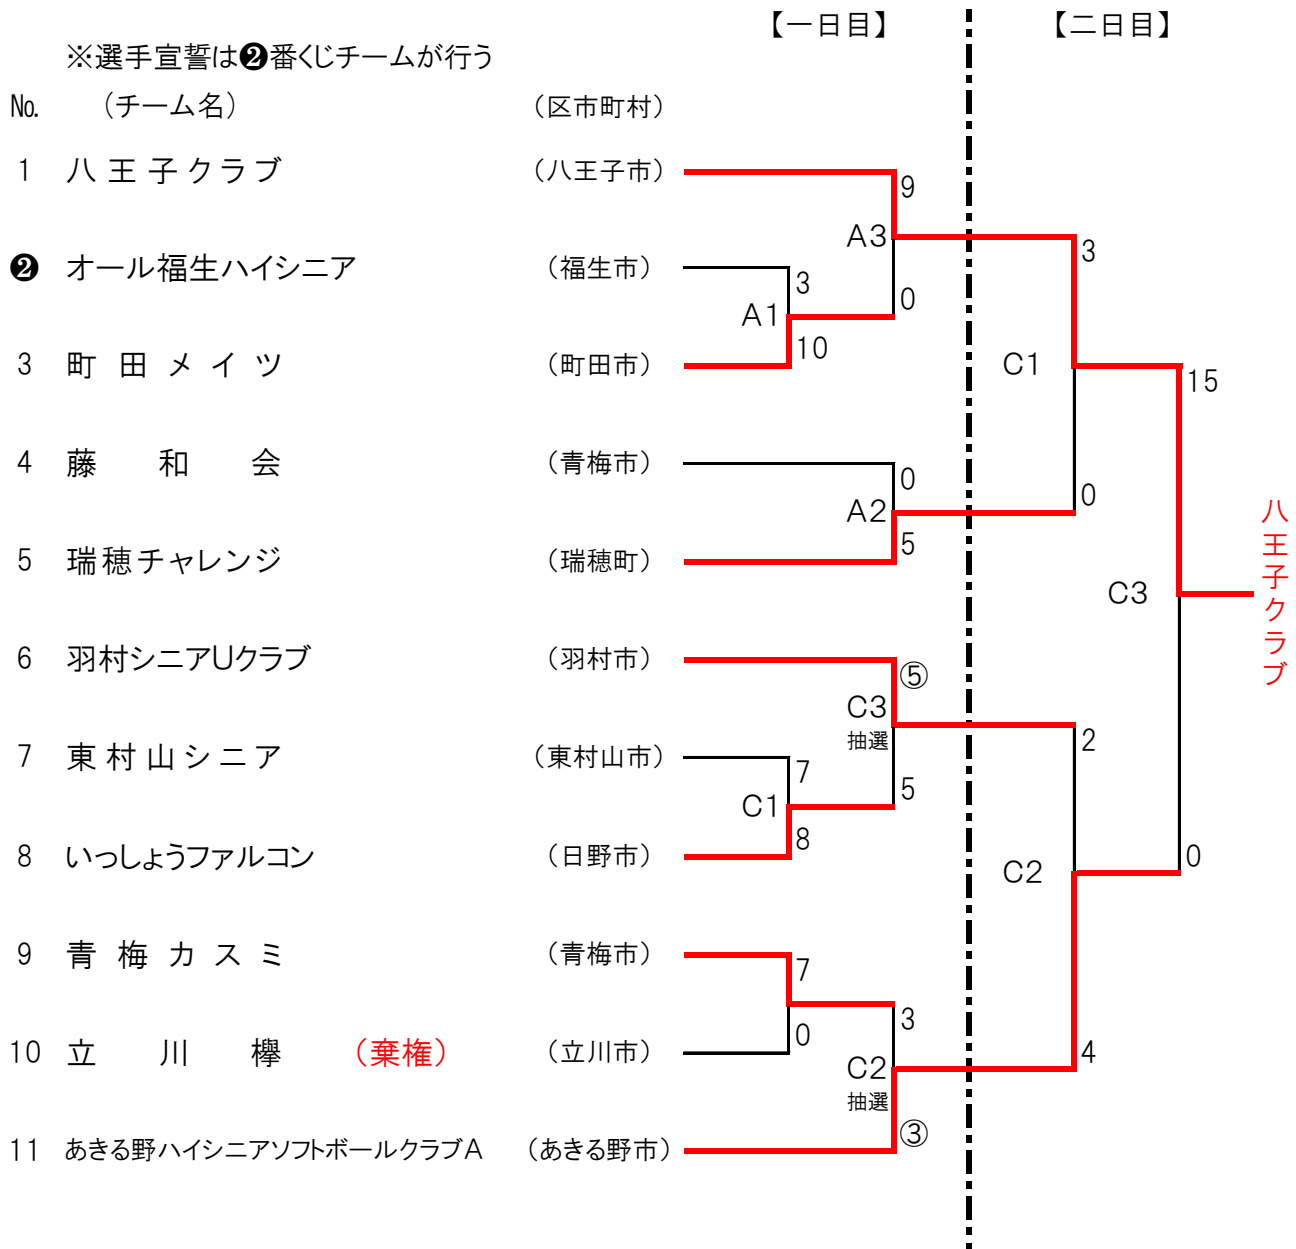 【一日目】 【二日目】
※選手宣誓は❷番くじチームが行う
№ （チーム名） （区市町村）
1 八王子クラブ （八王子市） 9
A3 3
❷ オール福生ハイシニア （福生市） 3 0
A1
3 町田メイツ （町田市） 10 C1 15
4 藤和会 （青梅市） 0 0
A2
5 瑞穂チャレンジ （瑞穂町） 5
八王子クラブ
C3
6 羽村シニアUクラブ （羽村市） ⑤
C3
抽選 2
7 東村山シニア （東村山市） 7 5
C1
8 いっしょうファルコン （日野市） 8 0
C2
9 青梅カスミ （青梅市） 7
3
10 立川欅 （棄権） （立川市） 0 4
C2
抽選
③
11 あきる野ハイシニアソフトボールクラブA （あきる野市）